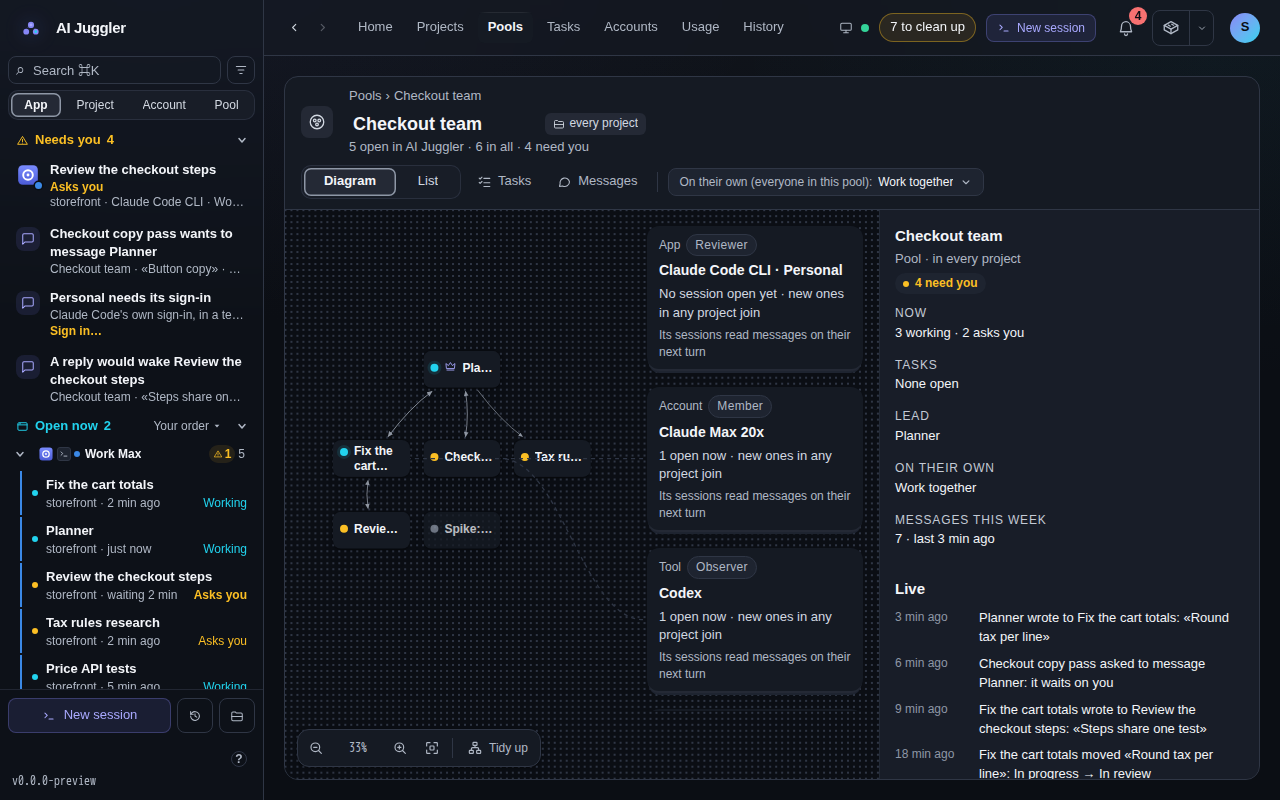 AI Juggler
Search ⌘K
App Project Account Pool
Needs you 4
Review the checkout steps
Asks you
storefront · Claude Code CLI · Wo…
Checkout copy pass wants to
message Planner
Checkout team · «Button copy» · …
Personal needs its sign-in
Claude Code's own sign-in, in a te…
Sign in…
A reply would wake Review the
checkout steps
Checkout team · «Steps share on…
Open now 2 Your order
Work Max 1 5
Fix the cart totals
storefront · 2 min ago Working
Planner
storefront · just now Working
Review the checkout steps
storefront · waiting 2 min Asks you
Tax rules research
storefront · 2 min ago Asks you
Price API tests
storefront · 5 min ago Working
New session
?
v0.0.0-preview
Home Projects Pools Tasks Accounts Usage History
7 to clean up
New session
4
S
Pools › Checkout team
Checkout team every project
5 open in AI Juggler · 6 in all · 4 need you
Diagram List Tasks Messages
On their own (everyone in this pool): Work together
Pla…
Fix the
cart…
Check…
Tax ru…
Revie…
Spike:…
App Reviewer
Claude Code CLI · Personal
No session open yet · new ones
in any project join
Its sessions read messages on their
next turn
Account Member
Claude Max 20x
1 open now · new ones in any
project join
Its sessions read messages on their
next turn
Tool Observer
Codex
1 open now · new ones in any
project join
Its sessions read messages on their
next turn
33%
Tidy up
Checkout team
Pool · in every project
4 need you
NOW
3 working · 2 asks you
TASKS
None open
LEAD
Planner
ON THEIR OWN
Work together
MESSAGES THIS WEEK
7 · last 3 min ago
Live
3 min ago Planner wrote to Fix the cart totals: «Round
tax per line»
6 min ago Checkout copy pass asked to message
Planner: it waits on you
9 min ago Fix the cart totals wrote to Review the
checkout steps: «Steps share one test»
18 min ago Fix the cart totals moved «Round tax per
line»: In progress → In review